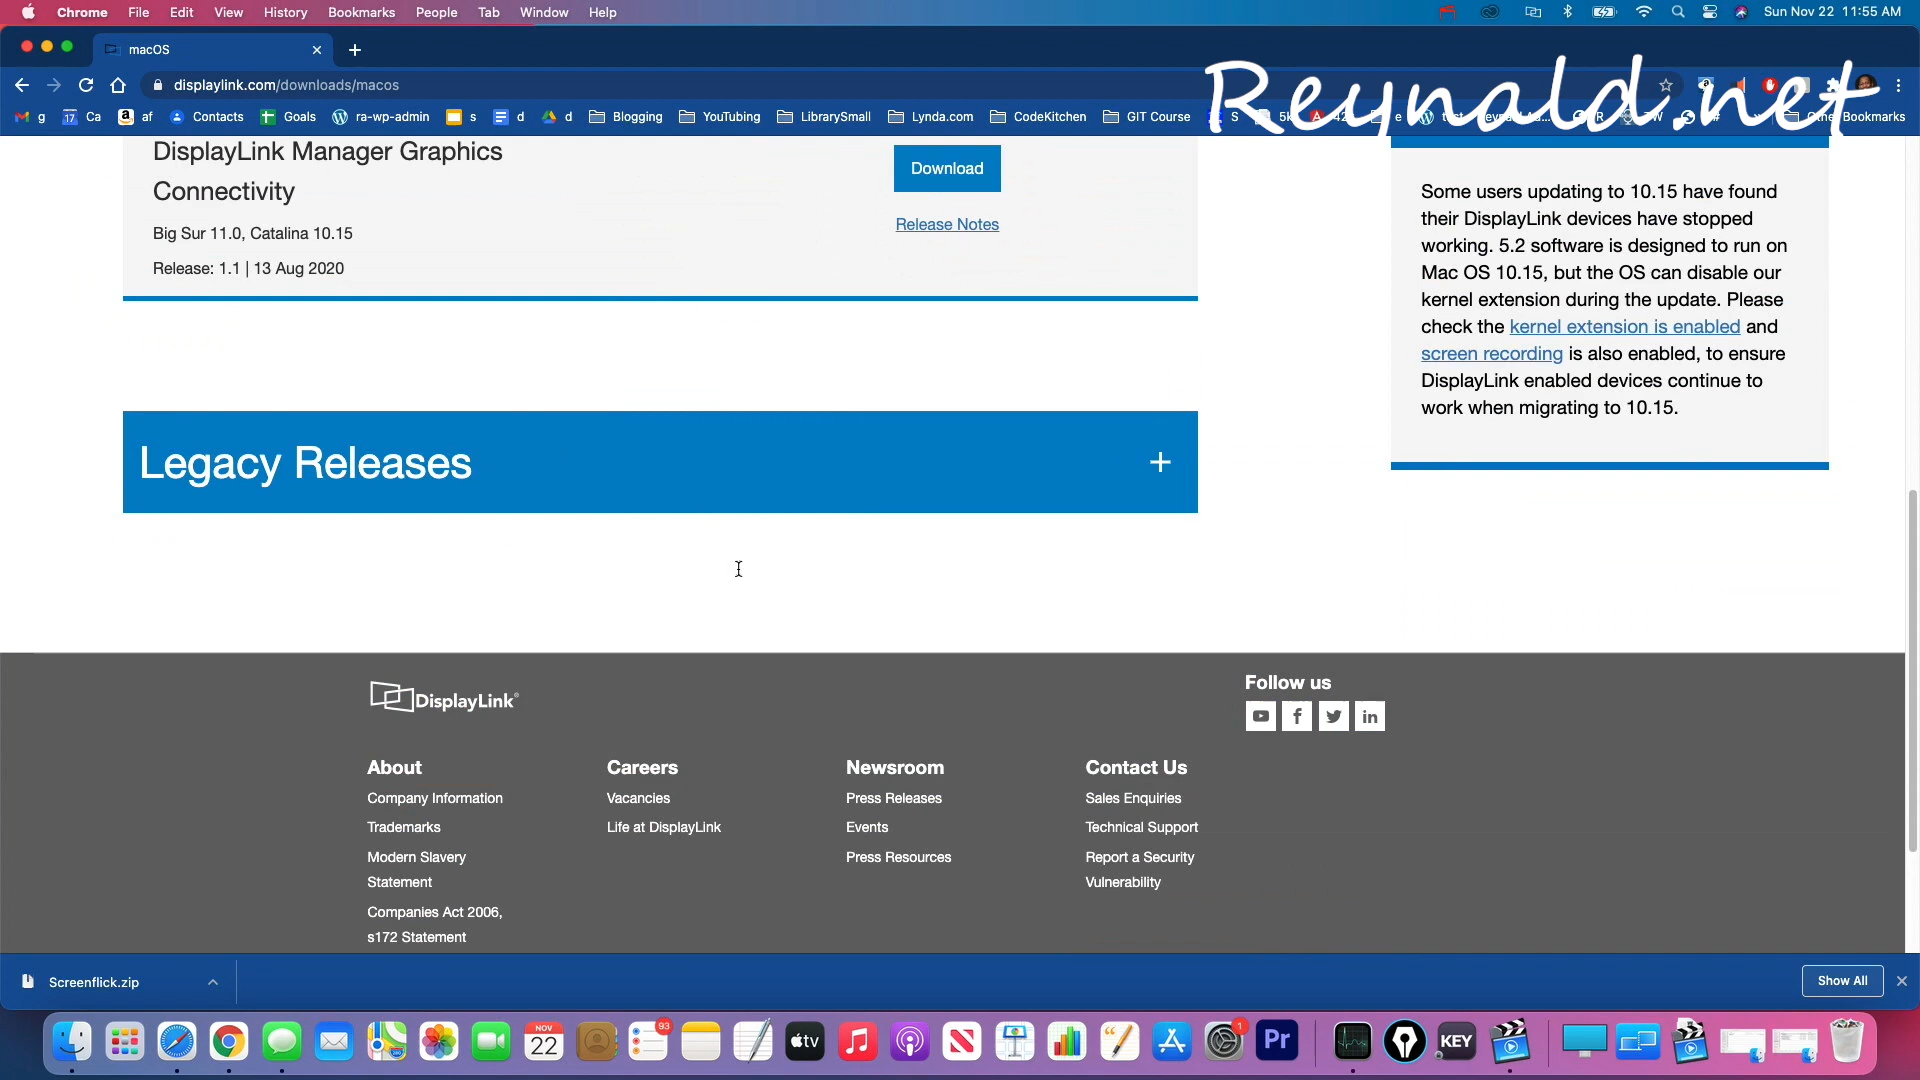 Chrome File Edit View History Bookmarks People Tab Window Help Sun Nov 22 11:55 AM
macOS
displaylink.com/downloads/macos
Reynald.net
g Ca af Contacts Goals ra-wp-admin s d d Blogging YouTubing LibrarySmall Lynda.com CodeKitchen GIT Course S Bookmarks
DisplayLink Manager Graphics
Connectivity
Big Sur 11.0, Catalina 10.15
Release: 1.1 | 13 Aug 2020
Download
Release Notes
Some users updating to 10.15 have found
their DisplayLink devices have stopped
working. 5.2 software is designed to run on
Mac OS 10.15, but the OS can disable our
kernel extension during the update. Please
check the kernel extension is enabled and
screen recording is also enabled, to ensure
DisplayLink enabled devices continue to
work when migrating to 10.15.
Legacy Releases +
DisplayLink®
Follow us
About
Company Information
Trademarks
Modern Slavery
Statement
Companies Act 2006,
s172 Statement
Careers
Vacancies
Life at DisplayLink
Newsroom
Press Releases
Events
Press Resources
Contact Us
Sales Enquiries
Technical Support
Report a Security
Vulnerability
Screenflick.zip
Show All
NOV
22
93
tv
1
Pr
KEY